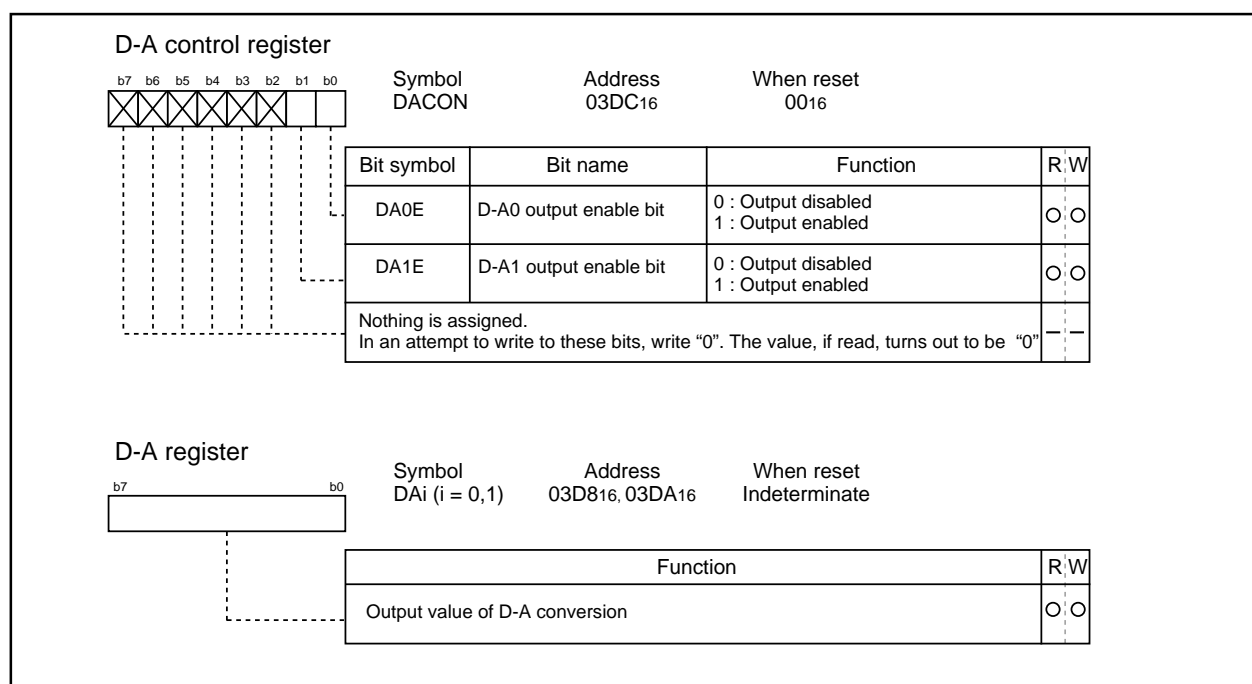 D-A control register
b7 b6 b5 b4 b3 b2 b1 b0
Symbol Address When reset
DACON 03DC16 0016
Bit symbol Bit name Function R W
DA0E D-A0 output enable bit 0 : Output disabled
1 : Output enabled
DA1E D-A1 output enable bit 0 : Output disabled
1 : Output enabled
Nothing is assigned.
In an attempt to write to these bits, write “0”. The value, if read, turns out to be “0”
D-A register
b7 b0
Symbol Address When reset
DAi (i = 0,1) 03D816, 03DA16 Indeterminate
Function R W
Output value of D-A conversion